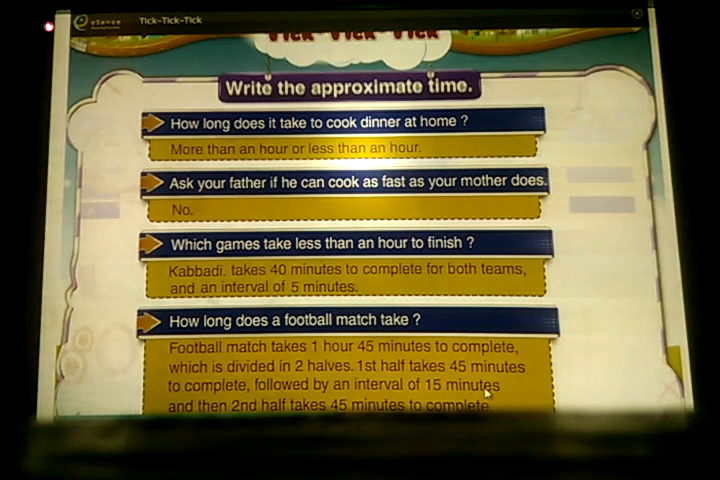 eSense
Tick-Tick-Tick
Tick - Tick - Tick
Write the approximate time.
How long does it take to cook dinner at home ?
More than an hour or less than an hour.
Ask your father if he can cook as fast as your mother does.
No.
Which games take less than an hour to finish ?
Kabbadi. takes 40 minutes to complete for both teams,
and an interval of 5 minutes.
How long does a football match take ?
Football match takes 1 hour 45 minutes to complete,
which is divided in 2 halves. 1st half takes 45 minutes
to complete, followed by an interval of 15 minutes
and then 2nd half takes 45 minutes to complete